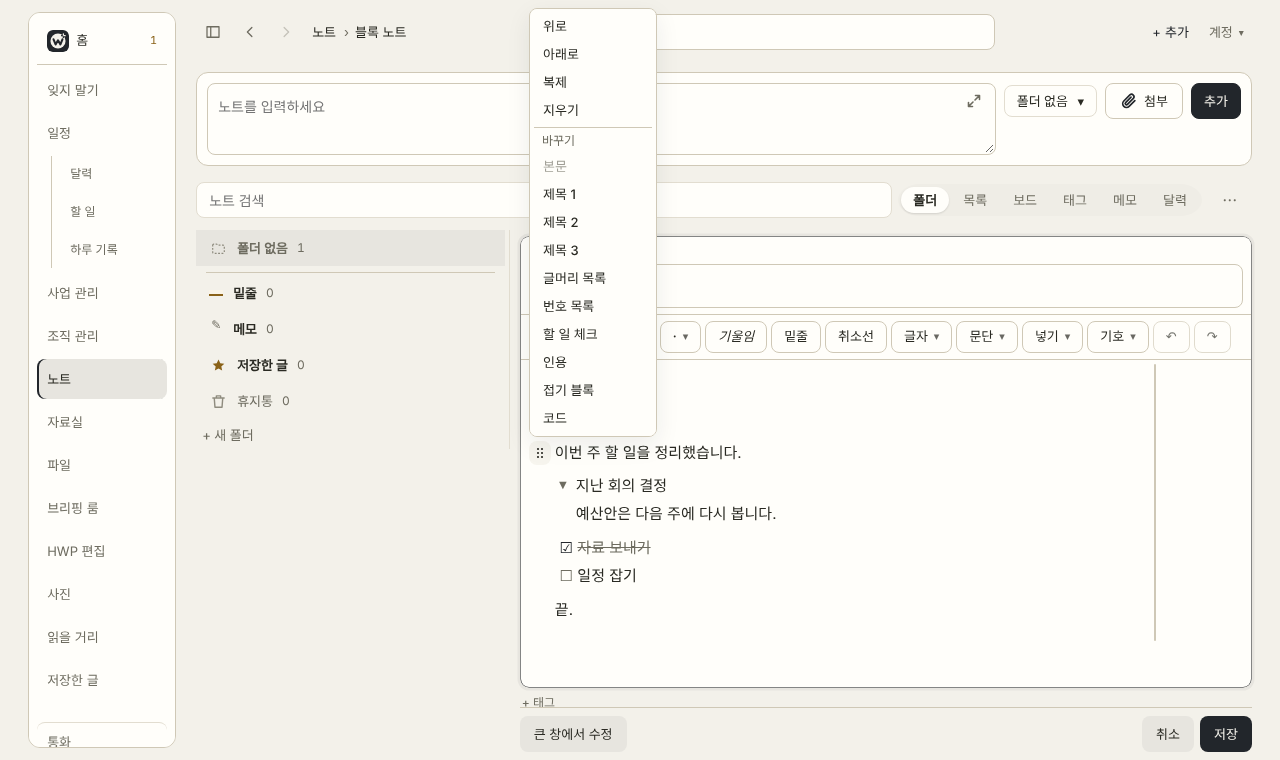 홈 1
잊지 말기
일정
달력
할 일
하루 기록
사업 관리
조직 관리
노트
자료실
파일
브리핑 룸
HWP 편집
사진
읽을 거리
저장한 글
통화
노트 › 블록 노트
+ 추가 계정 ▾
노트를 입력하세요
폴더 없음 ▾
첨부
추가
노트 검색
폴더 목록 보드 태그 메모 달력 ···
폴더 없음 1
밑줄 0
메모 0
저장한 글 0
휴지통 0
+ 새 폴더
위로
아래로
복제
지우기
바꾸기
본문
제목 1
제목 2
제목 3
글머리 목록
번호 목록
할 일 체크
인용
접기 블록
코드
· ▾ 기울임 밑줄 취소선 글자 ▾ 문단 ▾ 넣기 ▾ 기호 ▾ ↶ ↷
이번 주 할 일을 정리했습니다.
▼ 지난 회의 결정
예산안은 다음 주에 다시 봅니다.
☑ 자료 보내기
☐ 일정 잡기
끝.
+ 태그
큰 창에서 수정
취소 저장